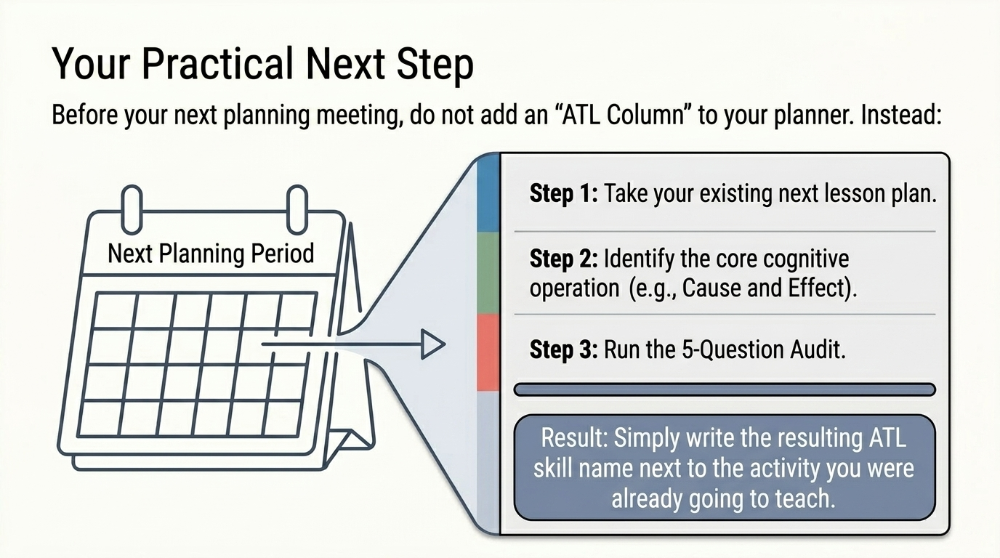 Your Practical Next Step
Before your next planning meeting, do not add an “ATL Column” to your planner. Instead:
Next Planning Period
Step 1: Take your existing next lesson plan.
Step 2: Identify the core cognitive
operation (e.g., Cause and Effect).
Step 3: Run the 5-Question Audit.
Result: Simply write the resulting ATL
skill name next to the activity you were
already going to teach.